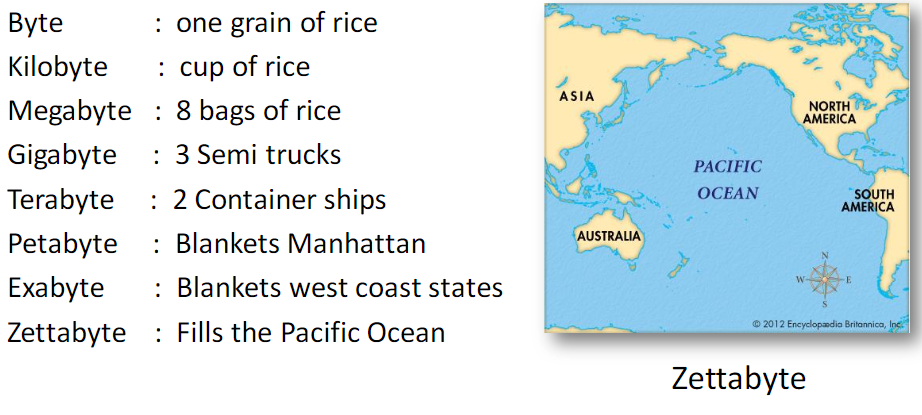 Byte : one grain of rice
Kilobyte : cup of rice
Megabyte : 8 bags of rice
Gigabyte : 3 Semi trucks
Terabyte : 2 Container ships
Petabyte : Blankets Manhattan
Exabyte : Blankets west coast states
Zettabyte : Fills the Pacific Ocean
ASIA
NORTH
AMERICA
PACIFIC
OCEAN
SOUTH
AMERICA
AUSTRALIA
N
W E
S
© 2012 Encyclopædia Britannica, Inc.
Zettabyte